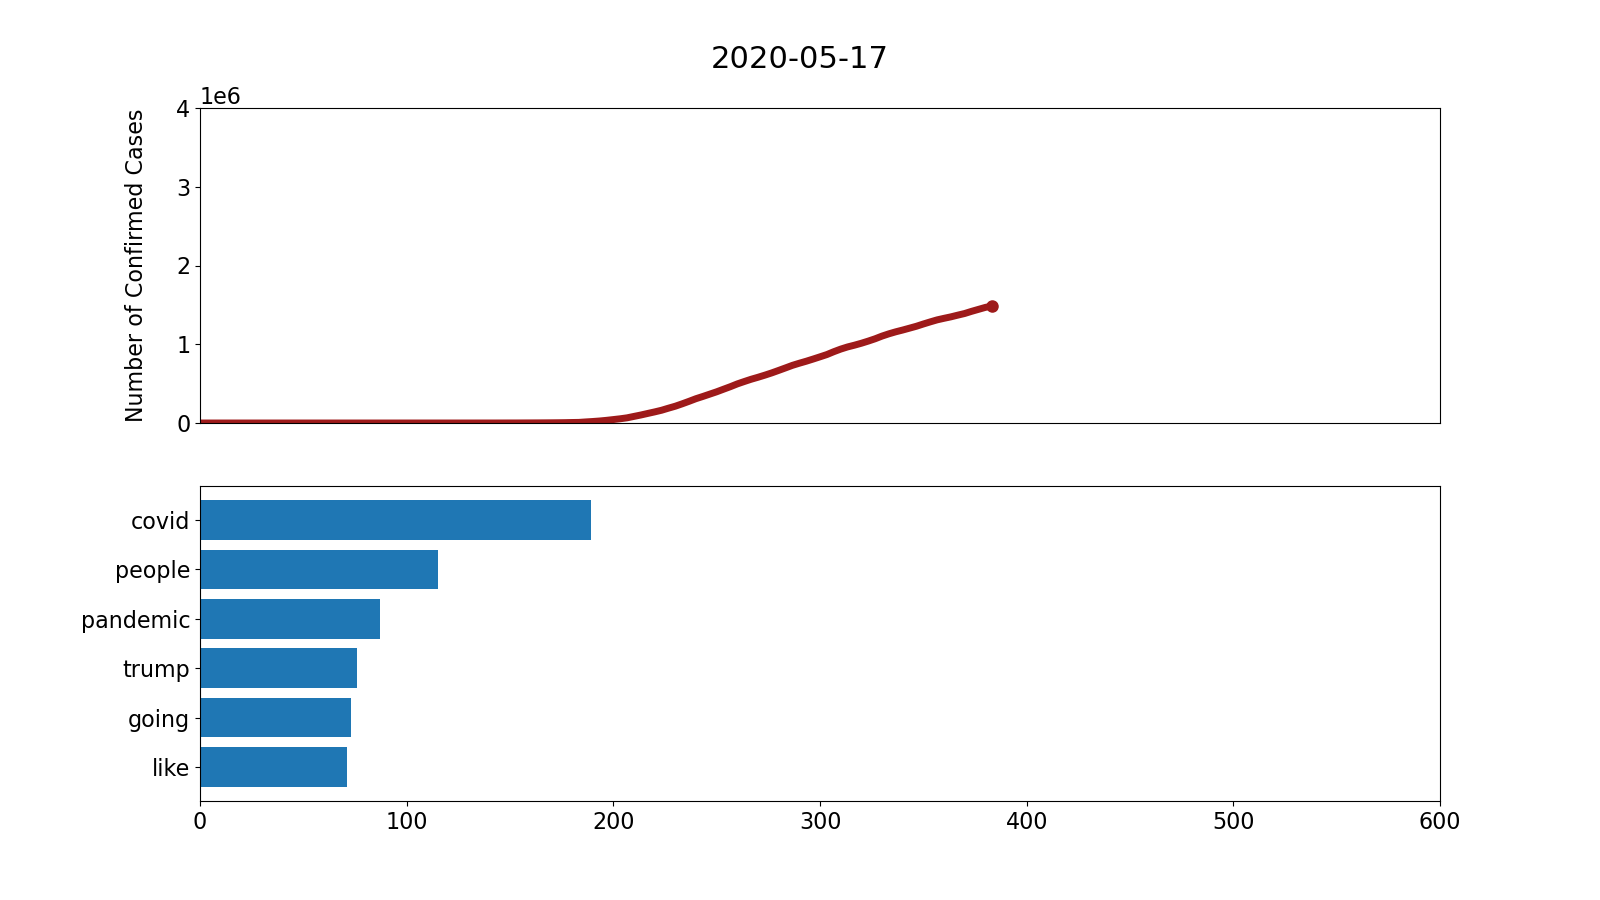 2020-05-17
1e6
4
3
2
1
0
Number of Confirmed Cases
covid
people
pandemic
trump
going
like
0 100 200 300 400 500 600